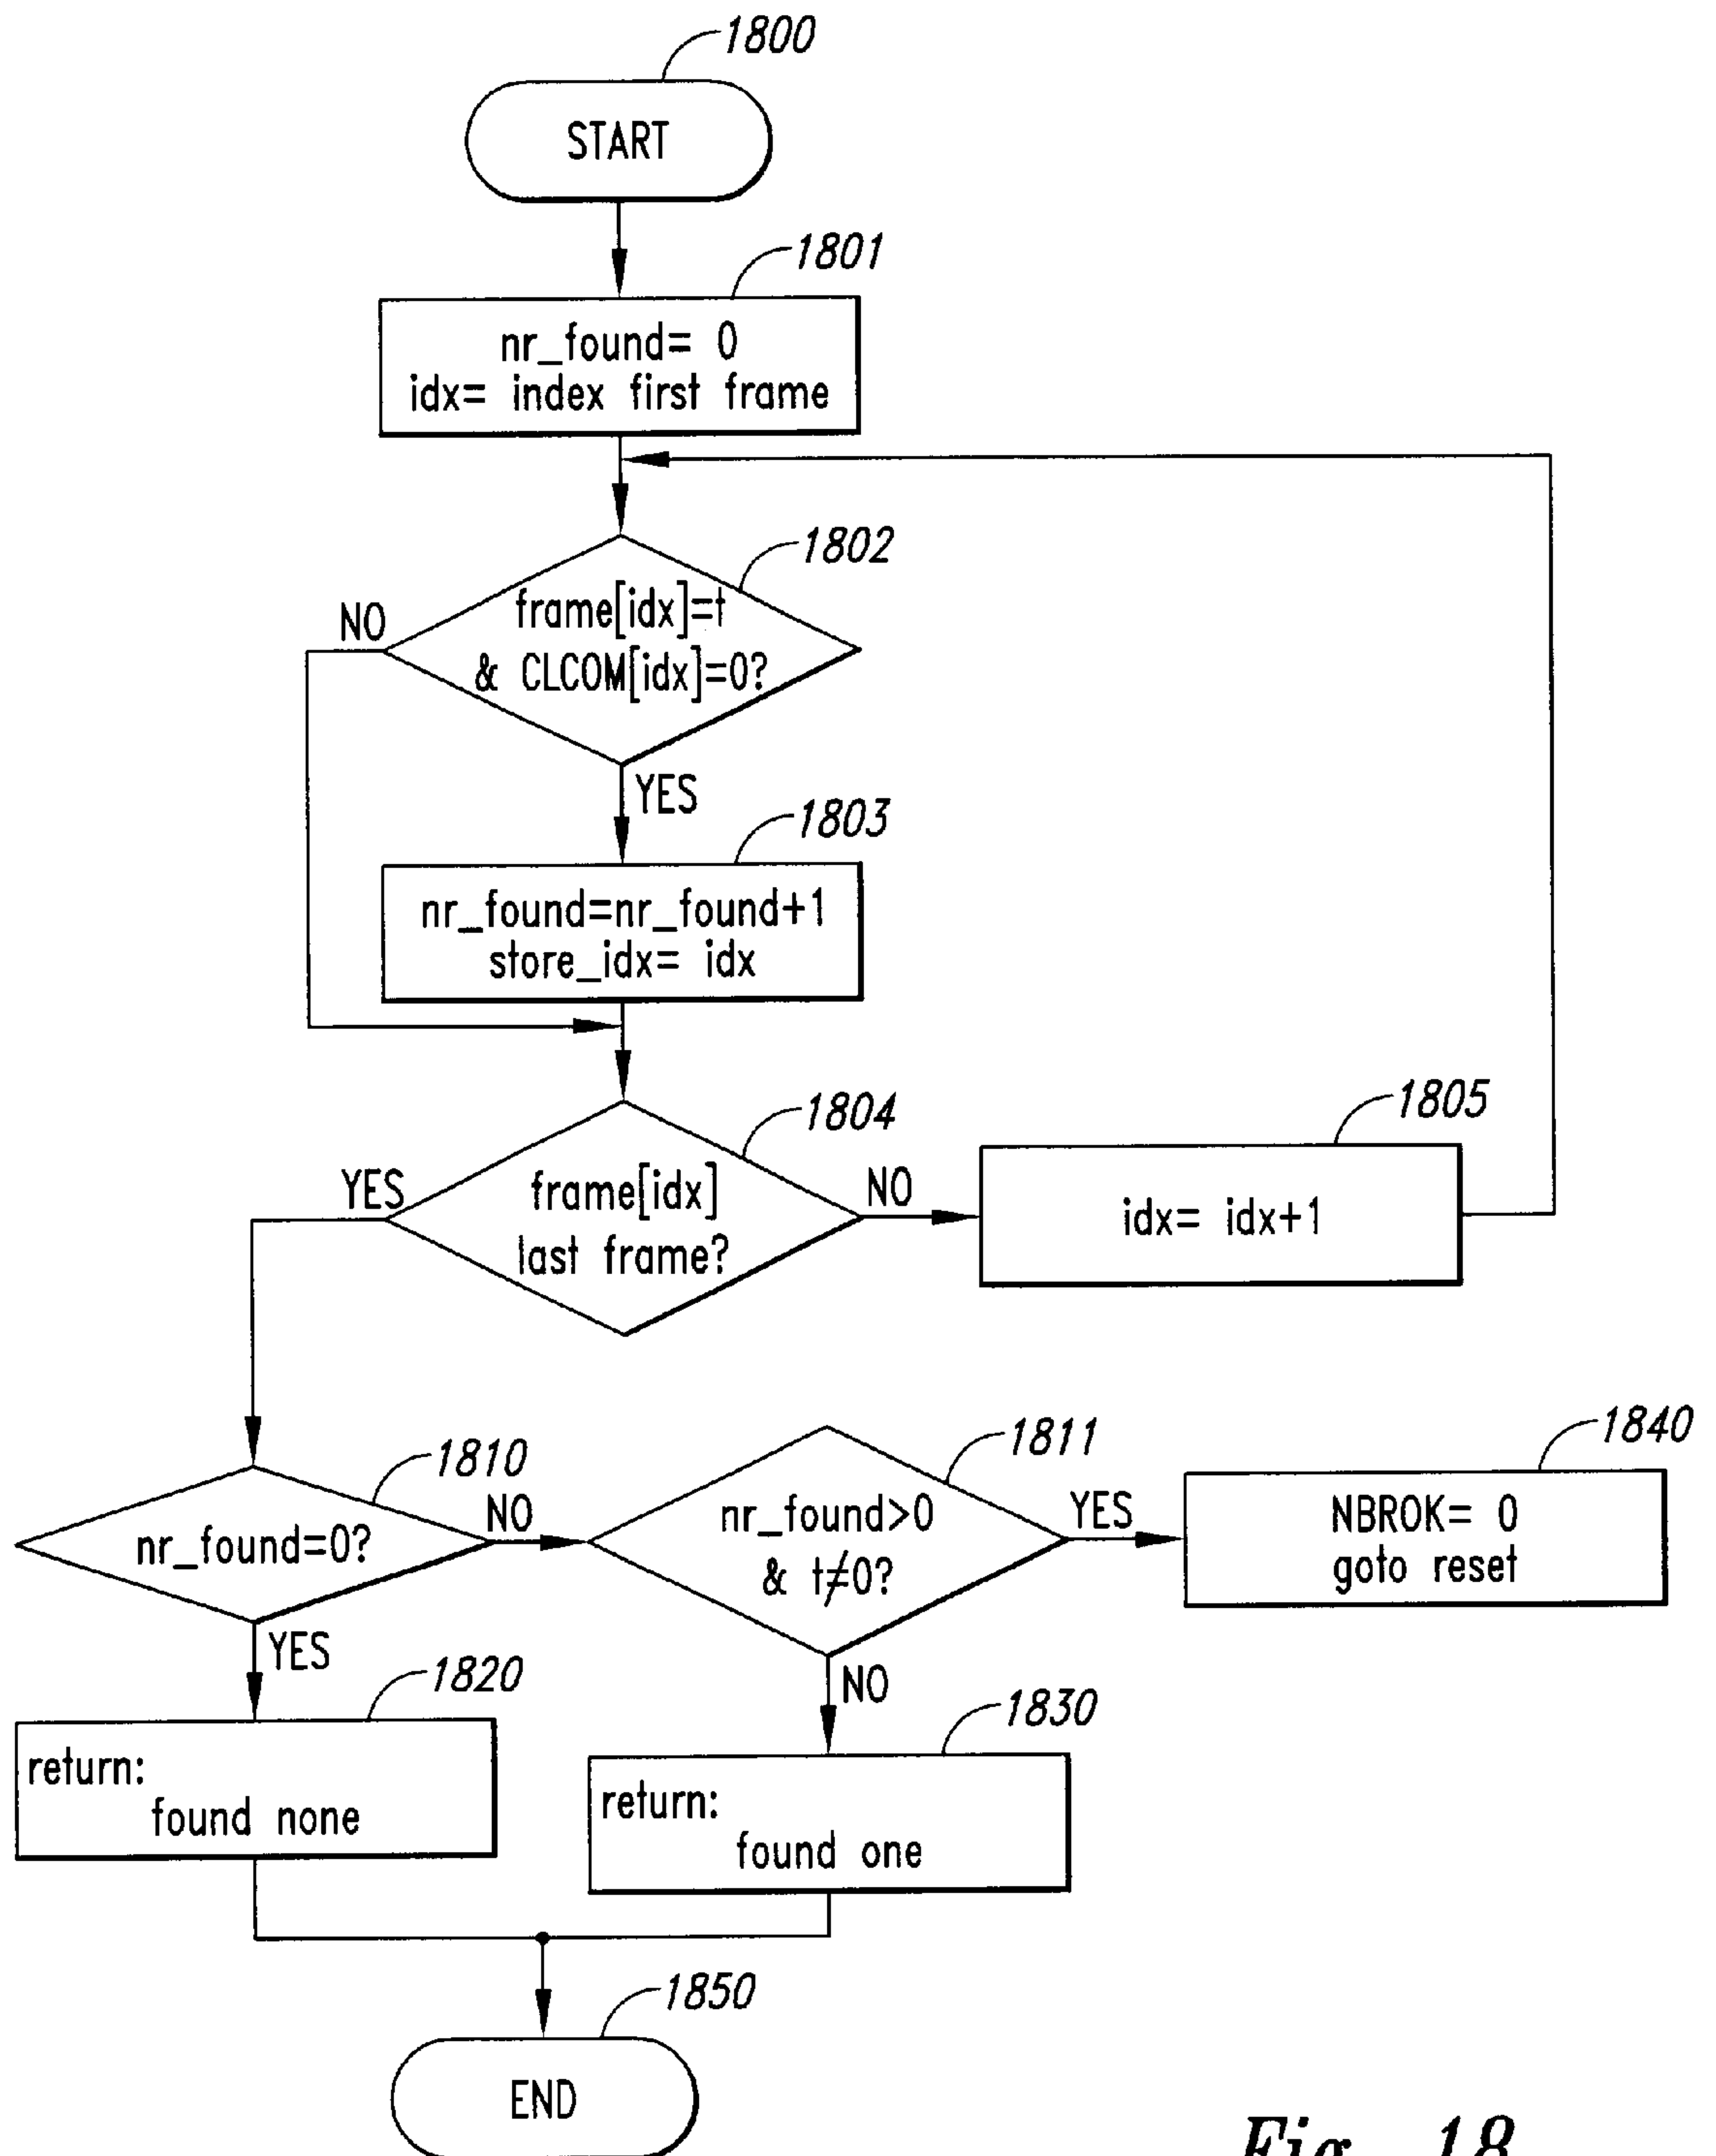 1800
START
1801
nr_found= 0
idx= index first frame
1802
frame[idx]=t
& CLCOM[idx]=0?
NO
YES
1803
nr_found=nr_found+1
store_idx= idx
1804
frame[idx]
last frame?
YES
NO
1805
idx= idx+1
1810
nr_found=0?
NO
YES
1811
nr_found>0
& t≠0?
YES
NO
1840
NBROK= 0
goto reset
1820
return:
found none
1830
return:
found one
1850
END
Fig. 18